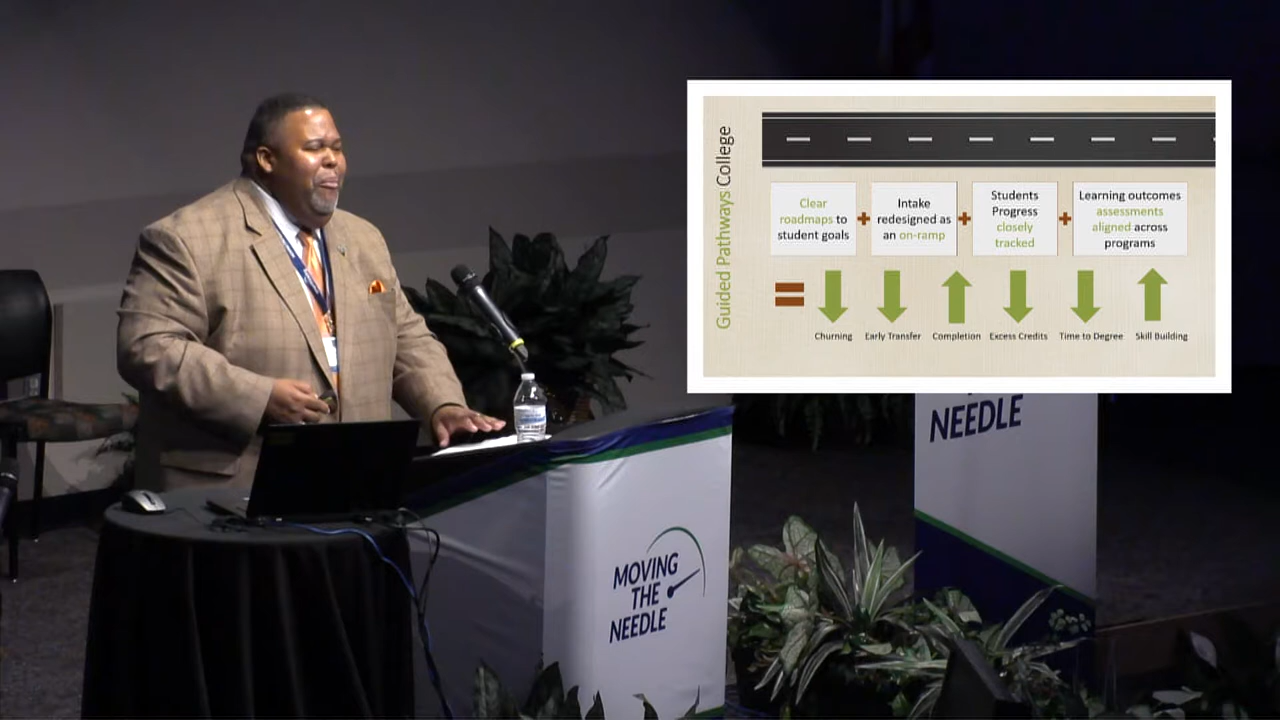 Guided Pathways College
Clear
roadmaps to
student goals
+
Intake
redesigned as
an on-ramp
+
Students
Progress
closely
tracked
+
Learning outcomes
assessments
aligned across
programs
=
Churning
Early Transfer
Completion
Excess Credits
Time to Degree
Skill Building
NEEDLE
MOVING
THE
NEEDLE